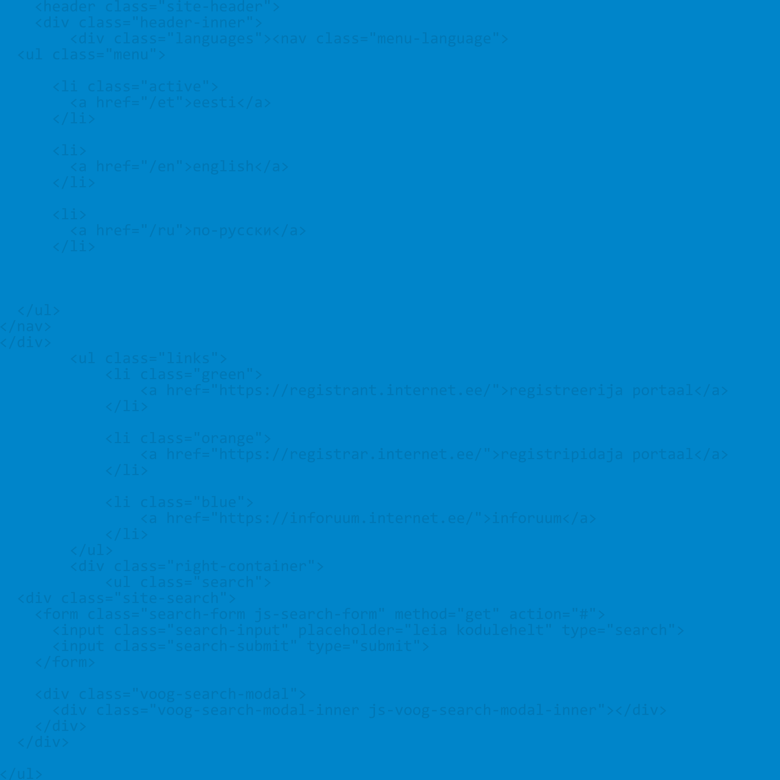 <header class="site-header">
<div class="header-inner">
<div class="languages"><nav class="menu-language">
<ul class="menu">
<li class="active">
<a href="/et">eesti</a>
</li>
<li>
<a href="/en">english</a>
</li>
<li>
<a href="/ru">по-русски</a>
</li>
</ul>
</nav>
</div>
<ul class="links">
<li class="green">
<a href="https://registrant.internet.ee/">registreerija portaal</a>
</li>
<li class="orange">
<a href="https://registrar.internet.ee/">registripidaja portaal</a>
</li>
<li class="blue">
<a href="https://inforuum.internet.ee/">inforuum</a>
</li>
</ul>
<div class="right-container">
<ul class="search">
<div class="site-search">
<form class="search-form js-search-form" method="get" action="#">
<input class="search-input" placeholder="leia kodulehelt" type="search">
<input class="search-submit" type="submit">
</form>
<div class="voog-search-modal">
<div class="voog-search-modal-inner js-voog-search-modal-inner"></div>
</div>
</div>
</ul>